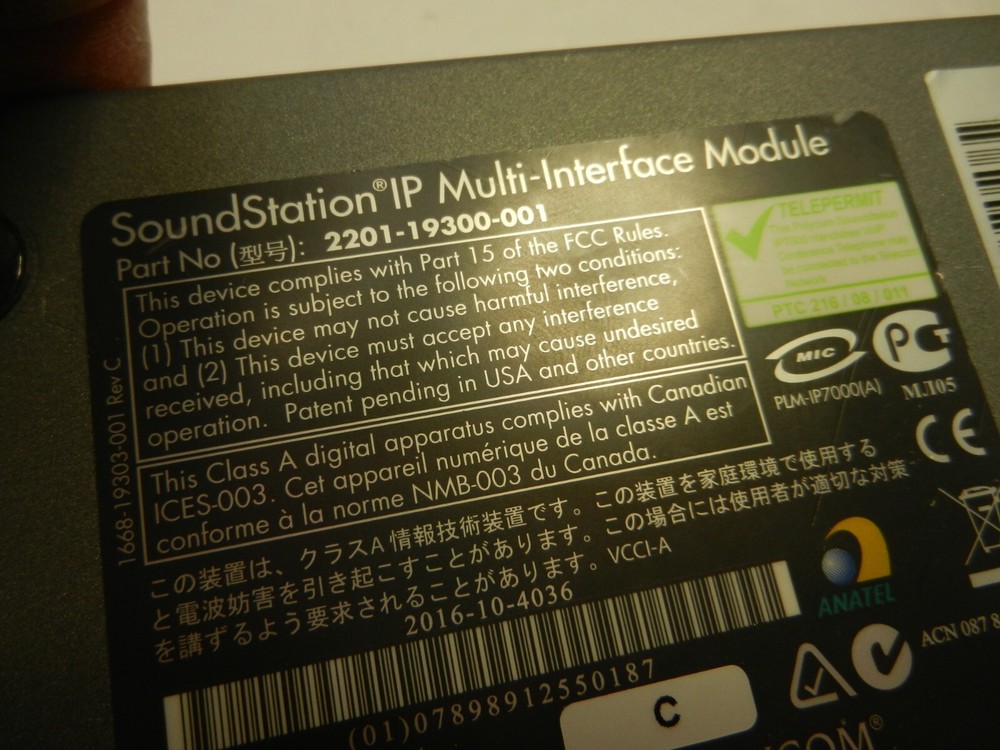 SoundStation® IP Multi-Interface Module
Part No (型号): 2201-19300-001
This device complies with Part 15 of the FCC Rules.
Operation is subject to the following two conditions:
(1) This device may not cause harmful interference,
and (2) This device must accept any interference
received, including that which may cause undesired
operation. Patent pending in USA and other countries.
This Class A digital apparatus complies with Canadian
ICES-003. Cet appareil numérique de la classe A est
conforme à la norme NMB-003 du Canada.
この装置は、クラスA 情報技術装置です。この装置を家庭環境で使用する
と電波妨害を引き起こすことがあります。この場合には使用者が適切な対策
を講ずるよう要求されることがあります。VCCI-A
2016-10-4036
(01)07898912550187
C
1668-19303-001 Rev C
TELEPERMIT
PTC 216 / 08 / 011
MIC
PLM-IP7000(A)
PCT
MЛ05
CE
ANATEL
ACN 087 8
COM®